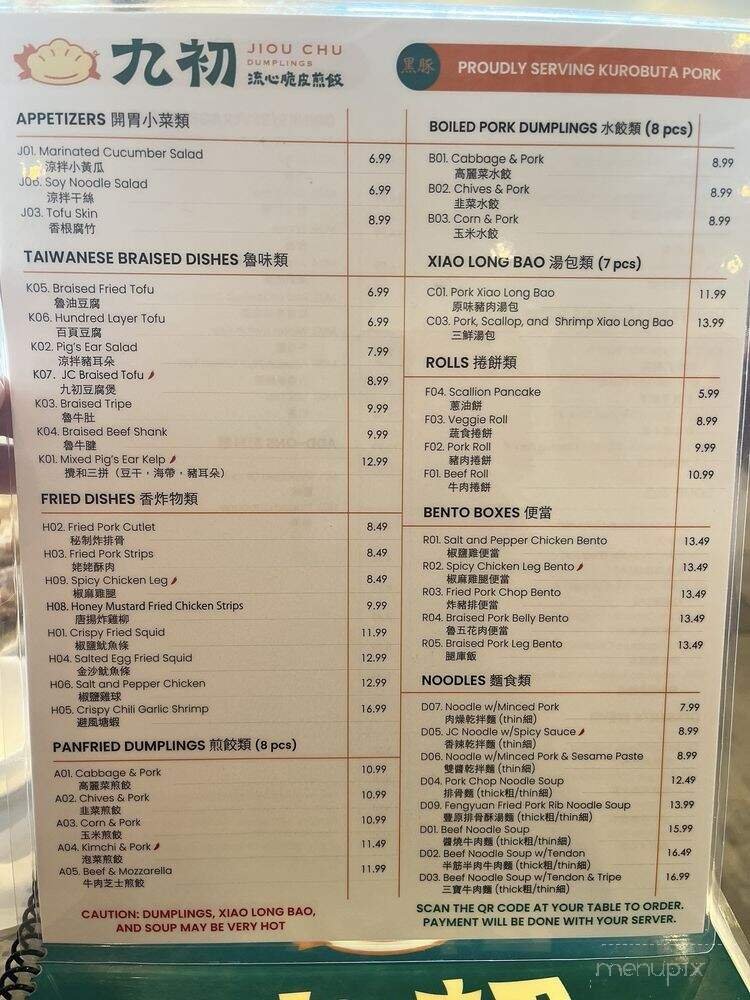 九初
JIOU CHU
DUMPLINGS
流心脆皮煎餃
黑豚
PROUDLY SERVING KUROBUTA PORK
APPETIZERS 開胃小菜類
J01. Marinated Cucumber Salad 6.99
涼拌小黃瓜
J06. Soy Noodle Salad 6.99
涼拌干絲
J03. Tofu Skin 8.99
香根腐竹
TAIWANESE BRAISED DISHES 魯味類
K05. Braised Fried Tofu 6.99
魯油豆腐
K06. Hundred Layer Tofu 6.99
百頁豆腐
K02. Pig's Ear Salad 7.99
涼拌豬耳朵
K07. JC Braised Tofu 8.99
九初豆腐煲
K03. Braised Tripe 9.99
魯牛肚
K04. Braised Beef Shank 9.99
魯牛腱
K01. Mixed Pig's Ear Kelp 12.99
攪和三拼（豆干，海帶，豬耳朵）
FRIED DISHES 香炸物類
H02. Fried Pork Cutlet 8.49
秘制炸排骨
H03. Fried Pork Strips 8.49
姥姥酥肉
H09. Spicy Chicken Leg 8.49
椒麻雞腿
H08. Honey Mustard Fried Chicken Strips 9.99
唐揚炸雞柳
H01. Crispy Fried Squid 11.99
椒鹽魷魚條
H04. Salted Egg Fried Squid 12.99
金沙魷魚條
H06. Salt and Pepper Chicken 12.99
椒鹽雞球
H05. Crispy Chili Garlic Shrimp 16.99
避風塘蝦
PANFRIED DUMPLINGS 煎餃類 (8 pcs)
A01. Cabbage & Pork 10.99
高麗菜煎餃
A02. Chives & Pork 10.99
韭菜煎餃
A03. Corn & Pork 10.99
玉米煎餃
A04. Kimchi & Pork 11.49
泡菜煎餃
A05. Beef & Mozzarella 11.99
牛肉芝士煎餃
CAUTION: DUMPLINGS, XIAO LONG BAO,
AND SOUP MAY BE VERY HOT
BOILED PORK DUMPLINGS 水餃類 (8 pcs)
B01. Cabbage & Pork 8.99
高麗菜水餃
B02. Chives & Pork 8.99
韭菜水餃
B03. Corn & Pork 8.99
玉米水餃
XIAO LONG BAO 湯包類 (7 pcs)
C01. Pork Xiao Long Bao 11.99
原味豬肉湯包
C03. Pork, Scallop, and Shrimp Xiao Long Bao 13.99
三鮮湯包
ROLLS 捲餅類
F04. Scallion Pancake 5.99
蔥油餅
F03. Veggie Roll 8.99
蔬食捲餅
F02. Pork Roll 9.99
豬肉捲餅
F01. Beef Roll 10.99
牛肉捲餅
BENTO BOXES 便當
R01. Salt and Pepper Chicken Bento 13.49
椒鹽雞便當
R02. Spicy Chicken Leg Bento 13.49
椒麻雞腿便當
R03. Fried Pork Chop Bento 13.49
炸豬排便當
R04. Braised Pork Belly Bento 13.49
魯五花肉便當
R05. Braised Pork Leg Bento 13.49
腿庫飯
NOODLES 麵食類
D07. Noodle w/Minced Pork 7.99
肉燥乾拌麵 (thin細)
D05. JC Noodle w/Spicy Sauce 8.99
香辣乾拌麵 (thin細)
D06. Noodle w/Minced Pork & Sesame Paste 8.99
雙醬乾拌麵 (thin細)
D04. Pork Chop Noodle Soup 12.49
排骨麵 (thick粗/thin細)
D09. Fengyuan Fried Pork Rib Noodle Soup 13.99
豐原排骨酥湯麵 (thick粗/thin細)
D01. Beef Noodle Soup 15.99
醬燒牛肉麵 (thick粗/thin細)
D02. Beef Noodle Soup w/Tendon 16.49
半筋半肉牛肉麵 (thick粗/thin細)
D03. Beef Noodle Soup w/Tendon & Tripe 16.99
三寶牛肉麵 (thick粗/thin細)
SCAN THE QR CODE AT YOUR TABLE TO ORDER.
PAYMENT WILL BE DONE WITH YOUR SERVER.
menupix